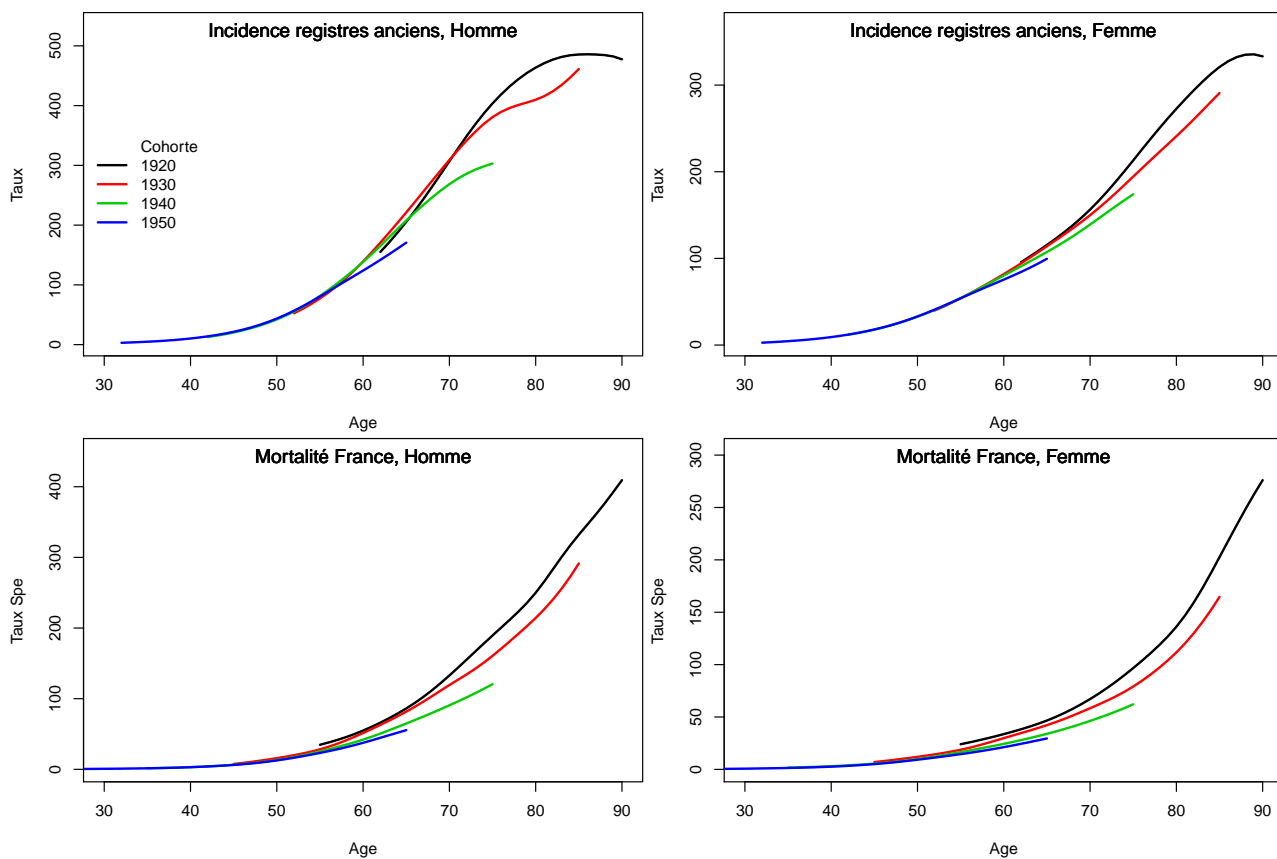 Incidence registres anciens, Homme
Taux
500
400
300
200
100
0
Cohorte
1920
1930
1940
1950
30 40 50 60 70 80 90
Age
Incidence registres anciens, Femme
Taux
300
200
100
0
30 40 50 60 70 80 90
Age
Mortalité France, Homme
Taux Spe
400
300
200
100
0
30 40 50 60 70 80 90
Age
Mortalité France, Femme
Taux Spe
300
250
200
150
100
50
0
30 40 50 60 70 80 90
Age